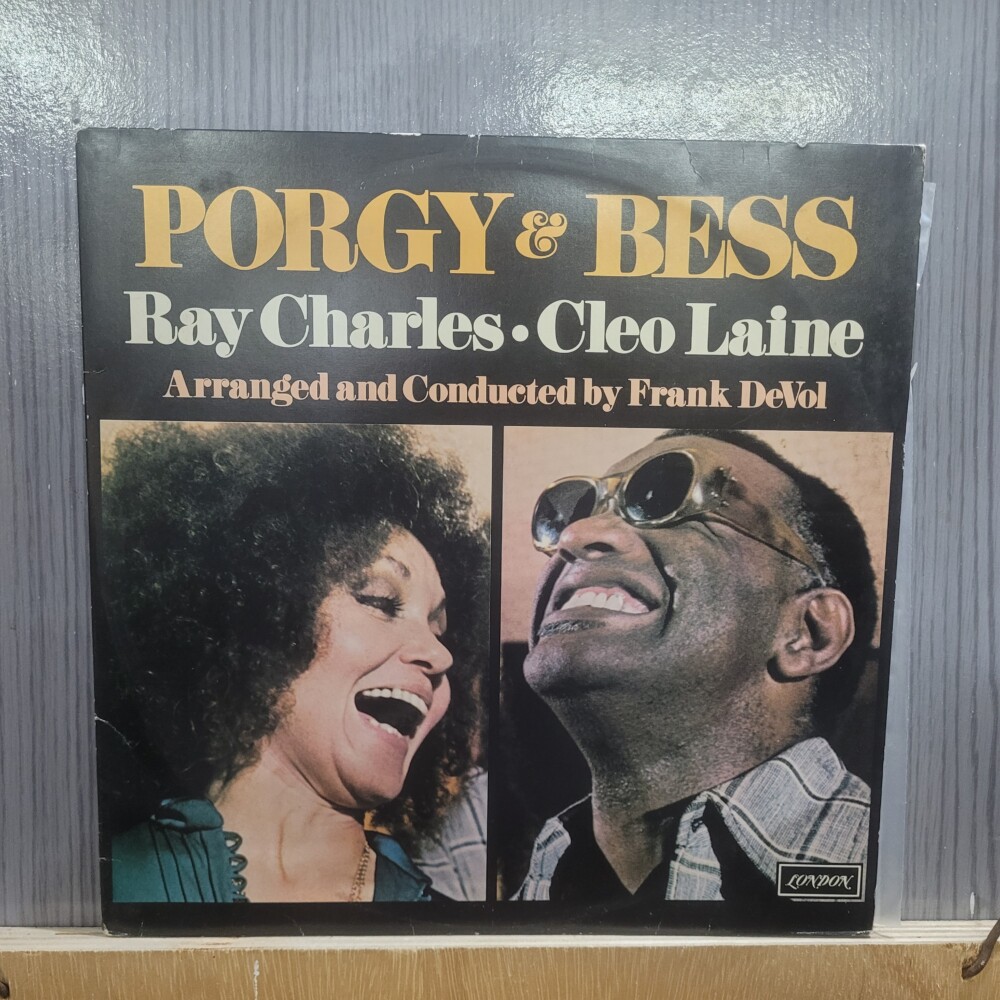 PORGY & BESS
Ray Charles • Cleo Laine
Arranged and Conducted by Frank DeVol
LONDON